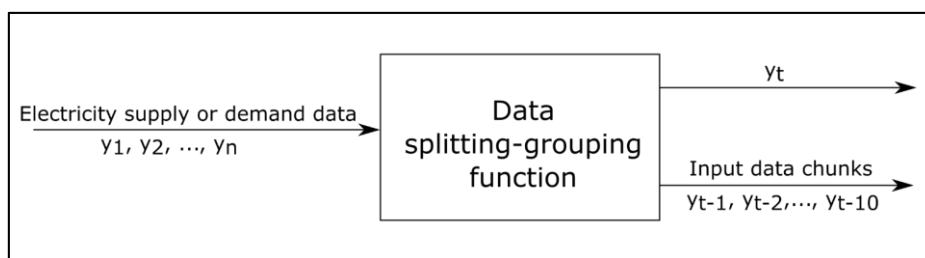 Electricity supply or demand data
y1, y2, ..., yn
Data
splitting-grouping
function
yt
Input data chunks
yt-1, yt-2,..., yt-10